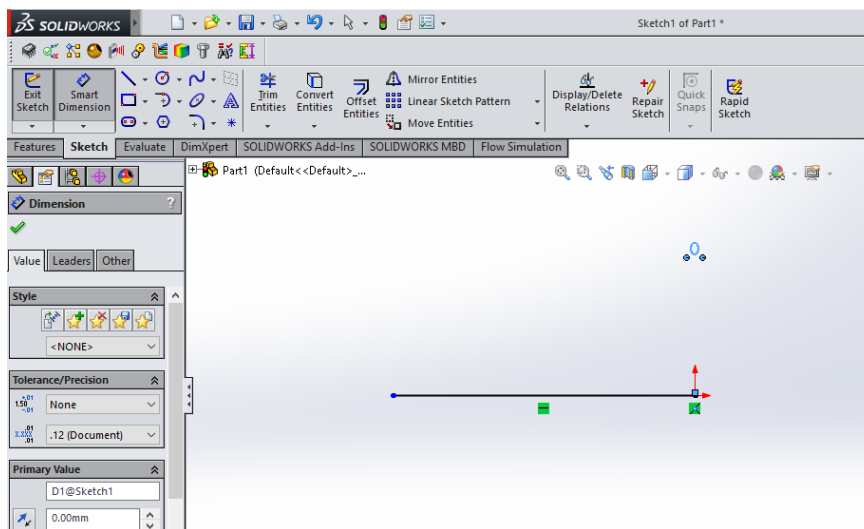 SOLIDWORKS
Sketch1 of Part1 *
Exit Sketch
Smart Dimension
Trim Entities
Convert Entities
Offset Entities
Mirror Entities
Linear Sketch Pattern
Move Entities
Display/Delete Relations
Repair Sketch
Quick Snaps
Rapid Sketch
Features Sketch Evaluate DimXpert SOLIDWORKS Add-Ins SOLIDWORKS MBD Flow Simulation
Part1 (Default<<Default>_...
Dimension ?
Value Leaders Other
Style
<NONE>
Tolerance/Precision
None
.12 (Document)
Primary Value
D1@Sketch1
0.00mm
0